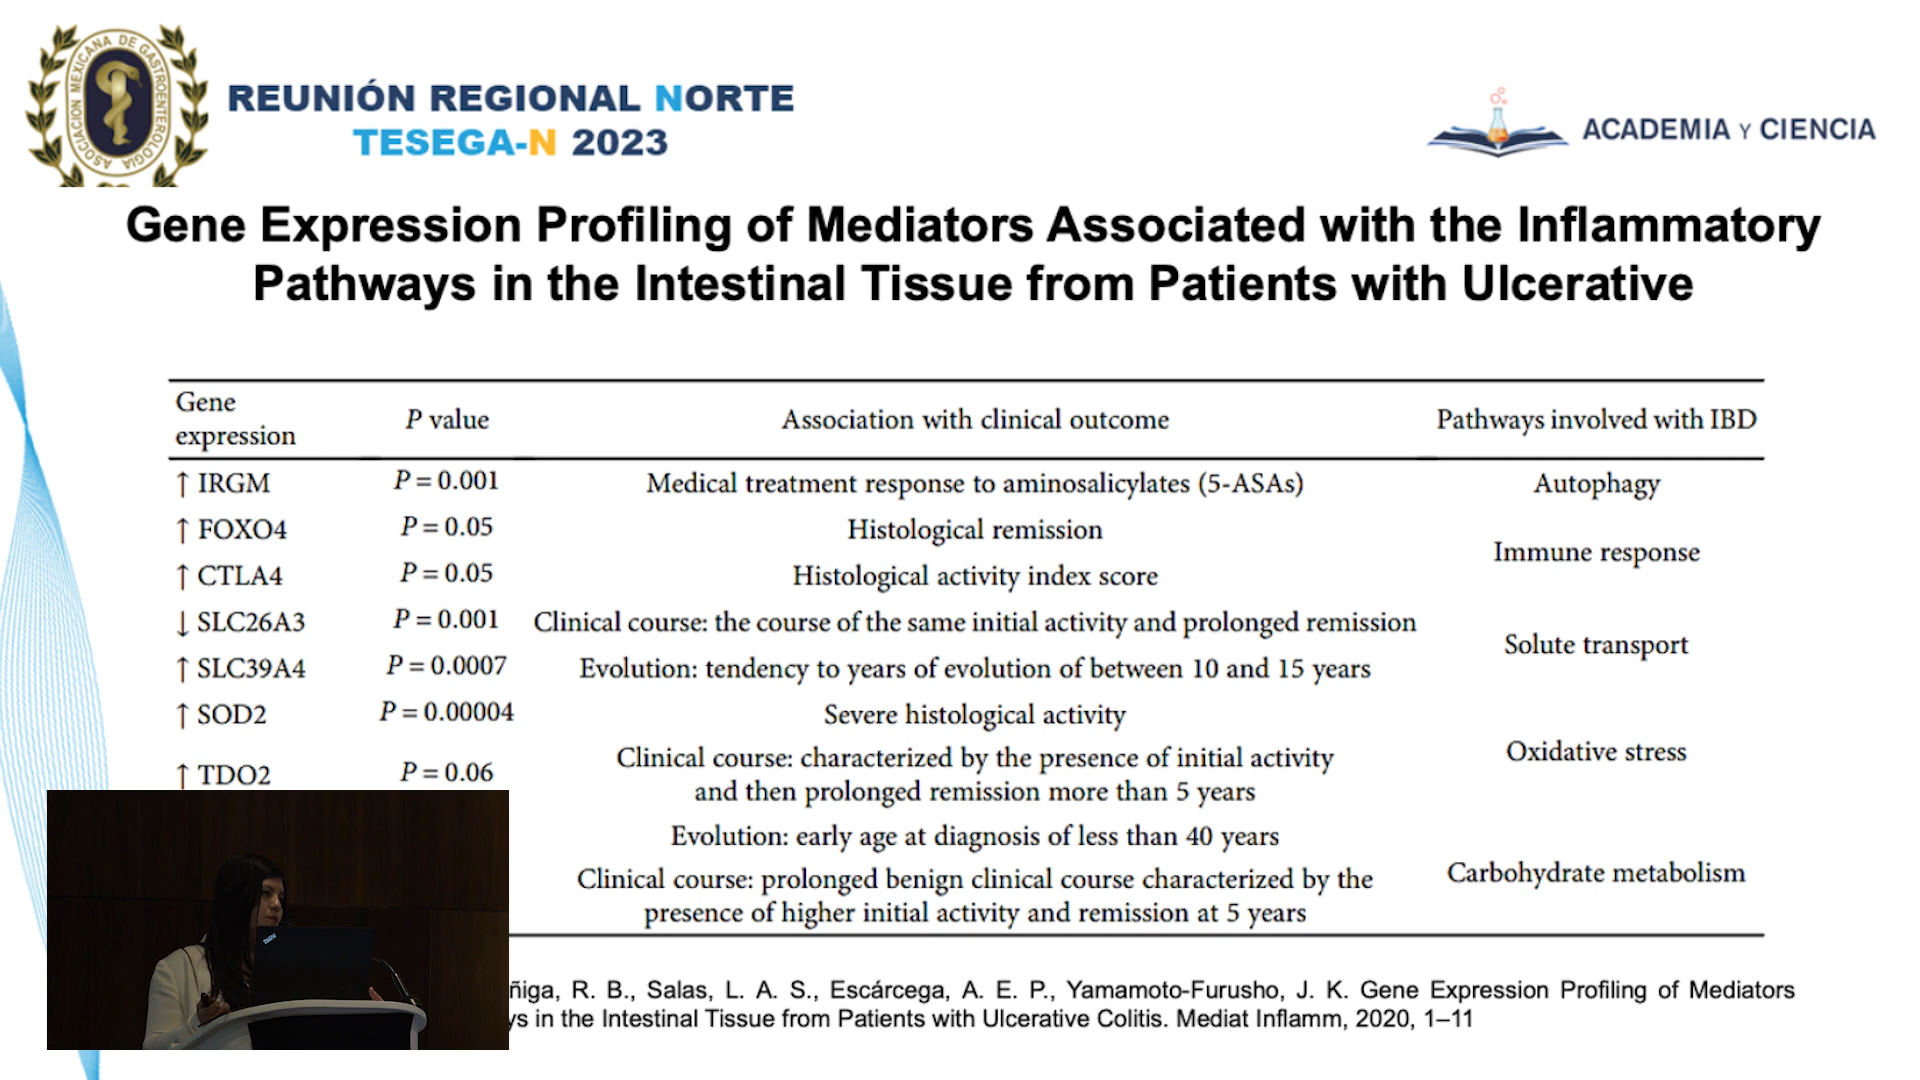 ASOCIACION MEXICANA DE GASTROENTEROLOGIA
REUNIÓN REGIONAL NORTE
TESEGA-N 2023
ACADEMIA Y CIENCIA
Gene Expression Profiling of Mediators Associated with the Inflammatory
Pathways in the Intestinal Tissue from Patients with Ulcerative
Gene expression P value Association with clinical outcome Pathways involved with IBD
↑ IRGM P = 0.001 Medical treatment response to aminosalicylates (5-ASAs) Autophagy
↑ FOXO4 P = 0.05 Histological remission
Immune response
↑ CTLA4 P = 0.05 Histological activity index score
↓ SLC26A3 P = 0.001 Clinical course: the course of the same initial activity and prolonged remission
Solute transport
↑ SLC39A4 P = 0.0007 Evolution: tendency to years of evolution of between 10 and 15 years
↑ SOD2 P = 0.00004 Severe histological activity
Oxidative stress
↑ TDO2 P = 0.06 Clinical course: characterized by the presence of initial activity
and then prolonged remission more than 5 years
Evolution: early age at diagnosis of less than 40 years
Carbohydrate metabolism
Clinical course: prolonged benign clinical course characterized by the
presence of higher initial activity and remission at 5 years
ThinkPad
ñiga, R. B., Salas, L. A. S., Escárcega, A. E. P., Yamamoto-Furusho, J. K. Gene Expression Profiling of Mediators
ys in the Intestinal Tissue from Patients with Ulcerative Colitis. Mediat Inflamm, 2020, 1–11